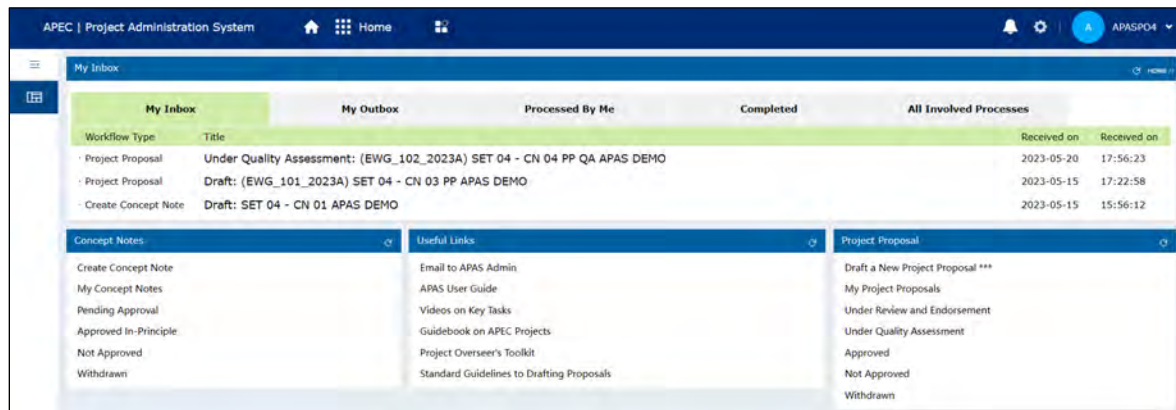 APEC | Project Administration System Home A APASPO4
My Inbox HOME
My Inbox My Outbox Processed By Me Completed All Involved Processes
Workflow Type Title Received on Received on
· Project Proposal Under Quality Assessment: (EWG_102_2023A) SET 04 - CN 04 PP QA APAS DEMO 2023-05-20 17:56:23
· Project Proposal Draft: (EWG_101_2023A) SET 04 - CN 03 PP APAS DEMO 2023-05-15 17:22:58
· Create Concept Note Draft: SET 04 - CN 01 APAS DEMO 2023-05-15 15:56:12
Concept Notes
Create Concept Note
My Concept Notes
Pending Approval
Approved In-Principle
Not Approved
Withdrawn
Useful Links
Email to APAS Admin
APAS User Guide
Videos on Key Tasks
Guidebook on APEC Projects
Project Overseer's Toolkit
Standard Guidelines to Drafting Proposals
Project Proposal
Draft a New Project Proposal ***
My Project Proposals
Under Review and Endorsement
Under Quality Assessment
Approved
Not Approved
Withdrawn